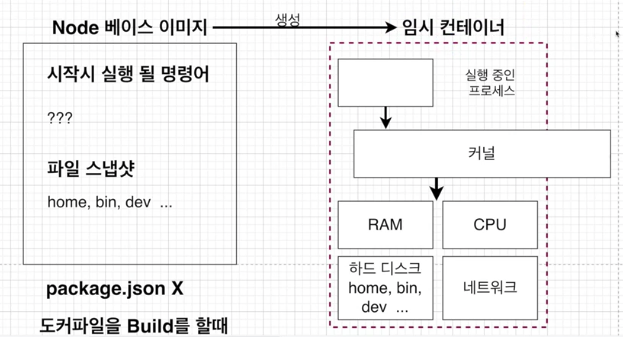 Node 베이스 이미지
생성
임시 컨테이너
시작시 실행 될 명령어
???
파일 스냅샷
home, bin, dev ...
실행 중인
프로세스
커널
RAM
CPU
하드 디스크
home, bin,
dev ...
네트워크
package.json X
도커파일을 Build를 할때